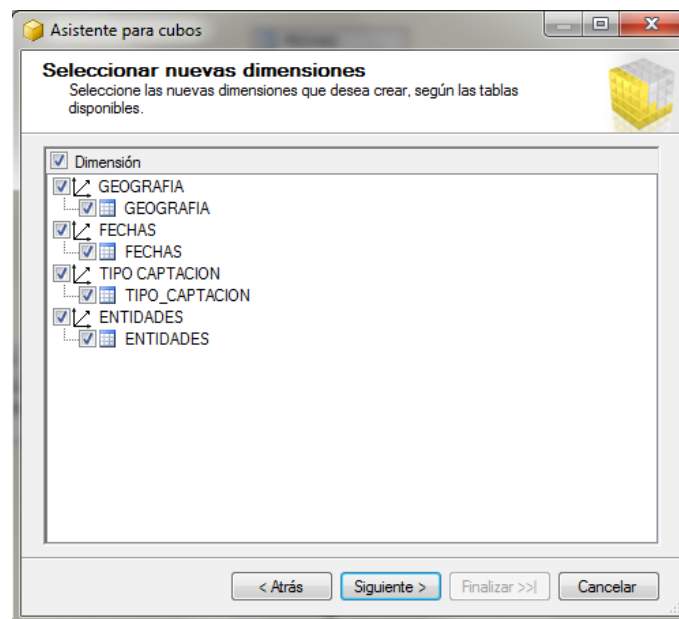 Asistente para cubos
Seleccionar nuevas dimensiones
Seleccione las nuevas dimensiones que desea crear, según las tablas
disponibles.
Dimensión
GEOGRAFIA
GEOGRAFIA
FECHAS
FECHAS
TIPO CAPTACION
TIPO_CAPTACION
ENTIDADES
ENTIDADES
< Atrás Siguiente > Finalizar >>| Cancelar